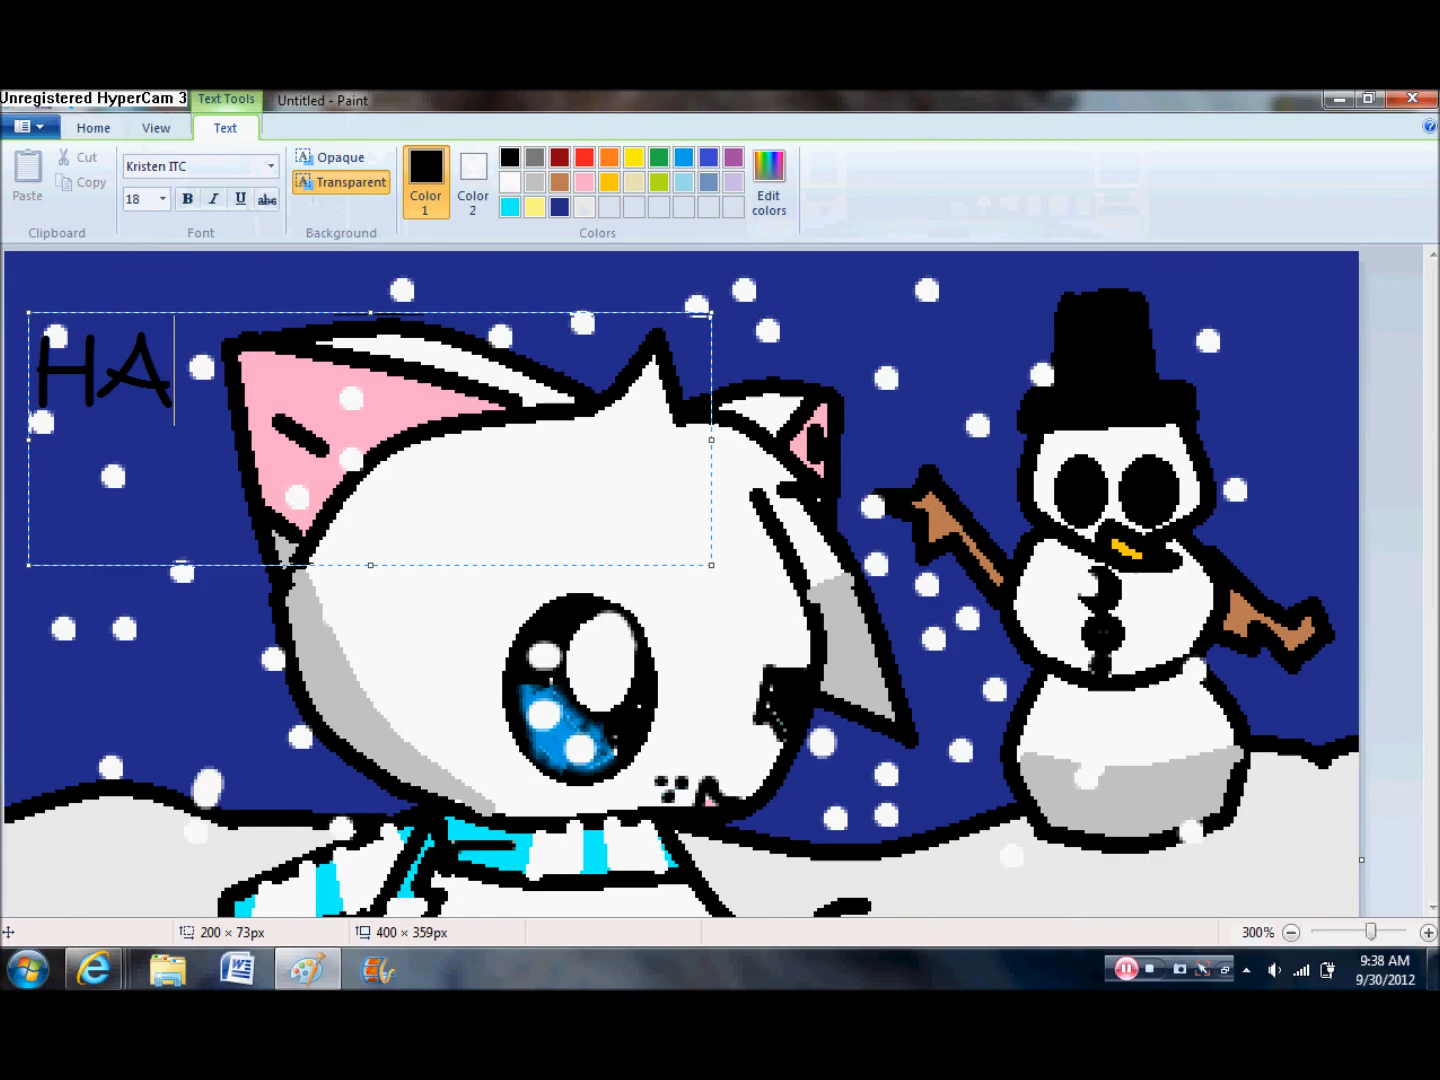 Unregistered HyperCam 3
Text Tools
Untitled - Paint
Home
View
Text
Paste
Cut
Copy
Clipboard
Kristen ITC
18
B I U abc
Font
Opaque
Transparent
Background
Color 1
Color 2
Edit colors
Colors
HA
200 × 73px
400 × 359px
300%
9:38 AM
9/30/2012